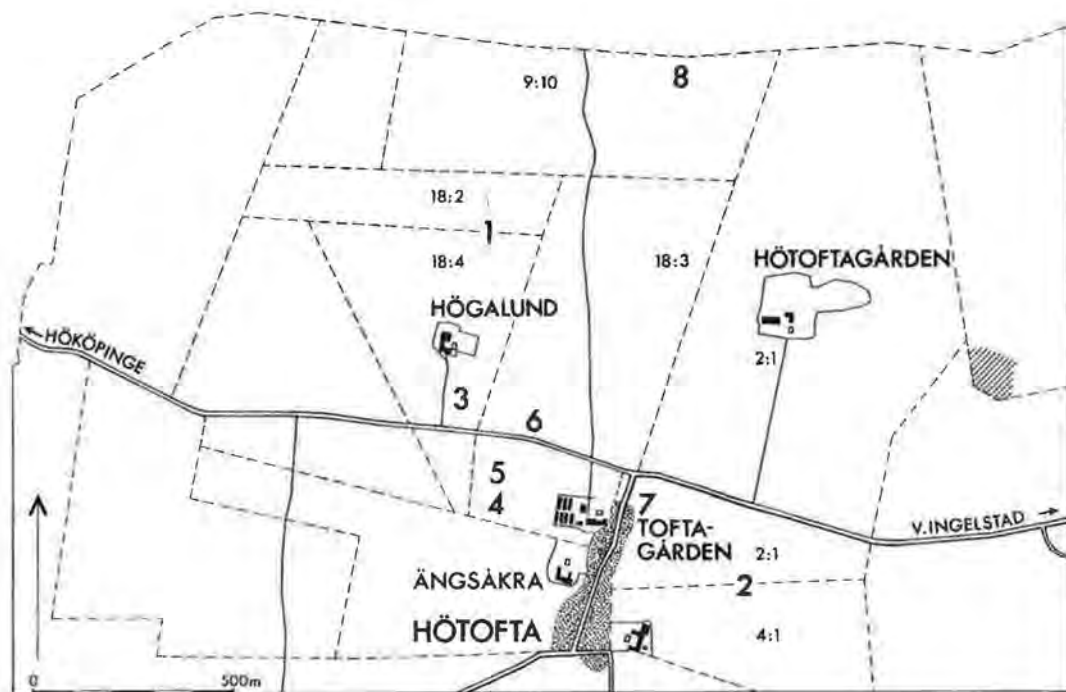 9:10
8
18:2
1
18:4
18:3
HÖTOFTAGÅRDEN
HÖGALUND
← HÖKÖPINGE
2:1
3
6
5
4
7
TOFTA-
GÅRDEN
V. INGELSTAD →
2:1
ÄNGSÅKRA
2
HÖTOFTA
4:1
0 500m